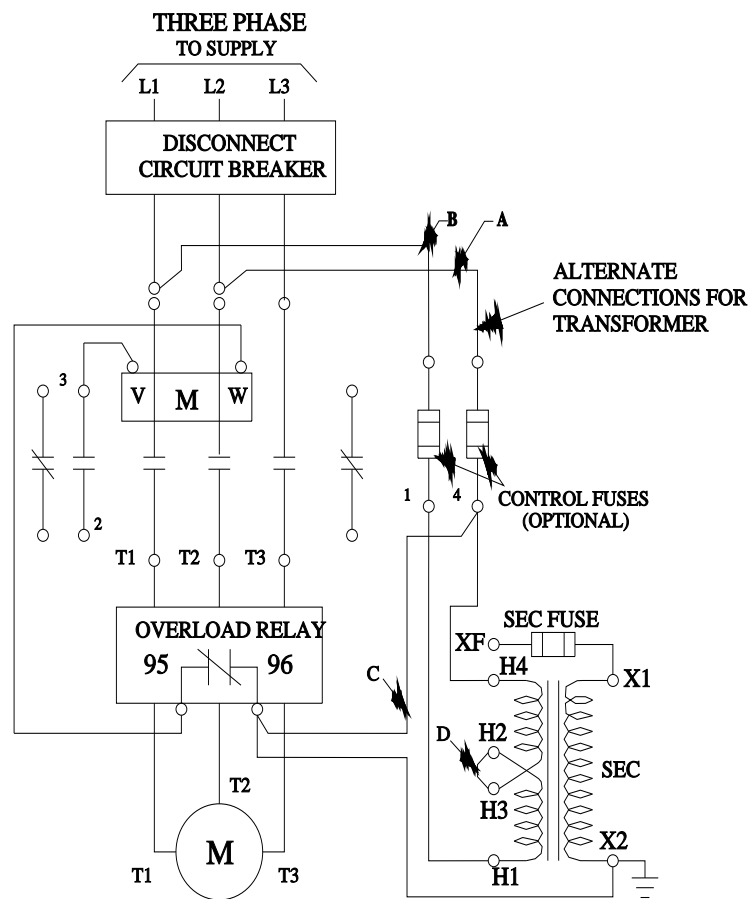 THREE PHASE
TO SUPPLY
L1 L2 L3
DISCONNECT
CIRCUIT BREAKER
B A
ALTERNATE
CONNECTIONS FOR
TRANSFORMER
3
V M W
2
1 4
CONTROL FUSES
(OPTIONAL)
T1 T2 T3
OVERLOAD RELAY
95 96
SEC FUSE
XF
H4 X1
C
D H2
SEC
H3
T2
M
X2
T1 T3
H1